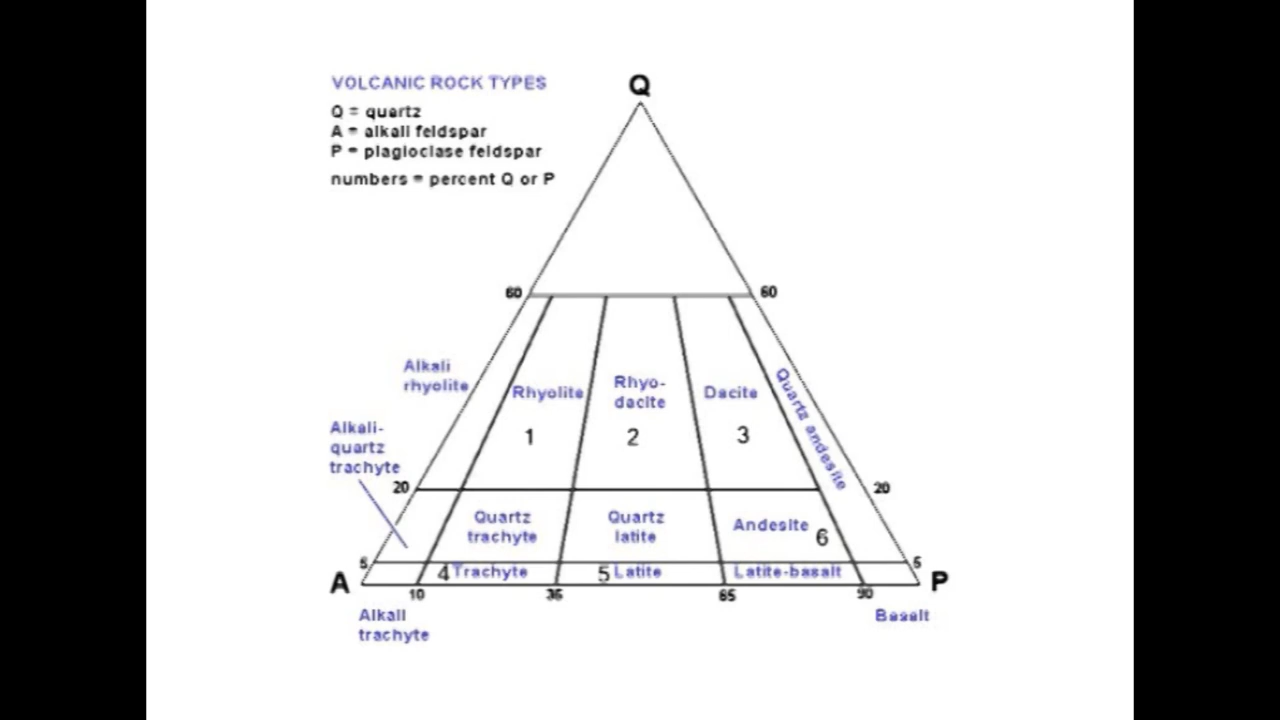 VOLCANIC ROCK TYPES
Q = quartz
A = alkali feldspar
P = plagioclase feldspar
numbers = percent Q or P
Q
60
60
Alkali
rhyolite
Rhyolite
Rhyo-
dacite
Dacite
Quartz andesite
1
2
3
Alkali-
quartz
trachyte
20
20
Quartz
trachyte
Quartz
latite
Andesite
6
5
5
A
4
Trachyte
5
Latite
Latite-basalt
P
10
35
65
90
Alkali
trachyte
Basalt